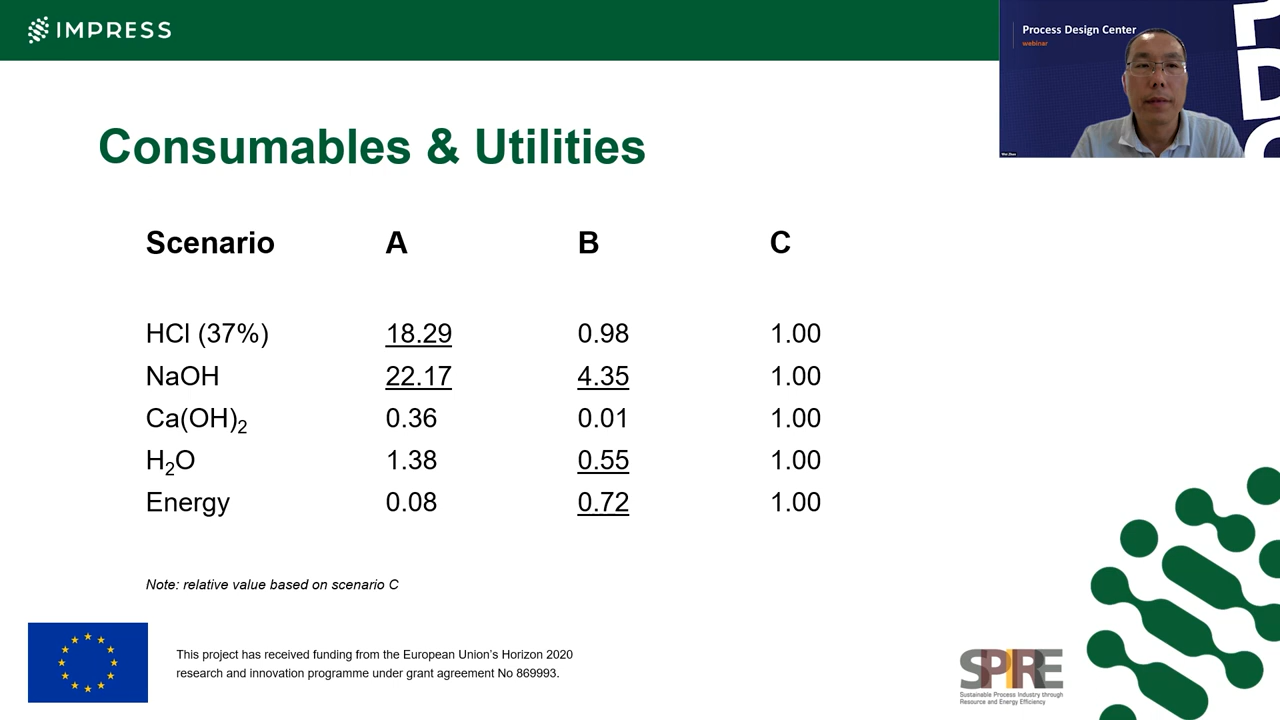 IMPRESS
Process Design Center
webinar
Consumables & Utilities
Scenario A B C
HCl (37%) 18.29 0.98 1.00
NaOH 22.17 4.35 1.00
Ca(OH)2 0.36 0.01 1.00
H2O 1.38 0.55 1.00
Energy 0.08 0.72 1.00
Note: relative value based on scenario C
This project has received funding from the European Union’s Horizon 2020
research and innovation programme under grant agreement No 869993.
SPIRE
Sustainable Process Industry through
Resource and Energy Efficiency